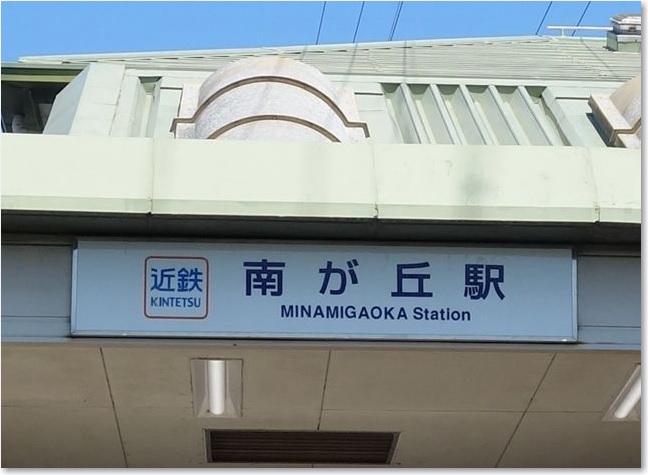 近鉄
KINTETSU
南が丘駅
MINAMIGAOKA Station